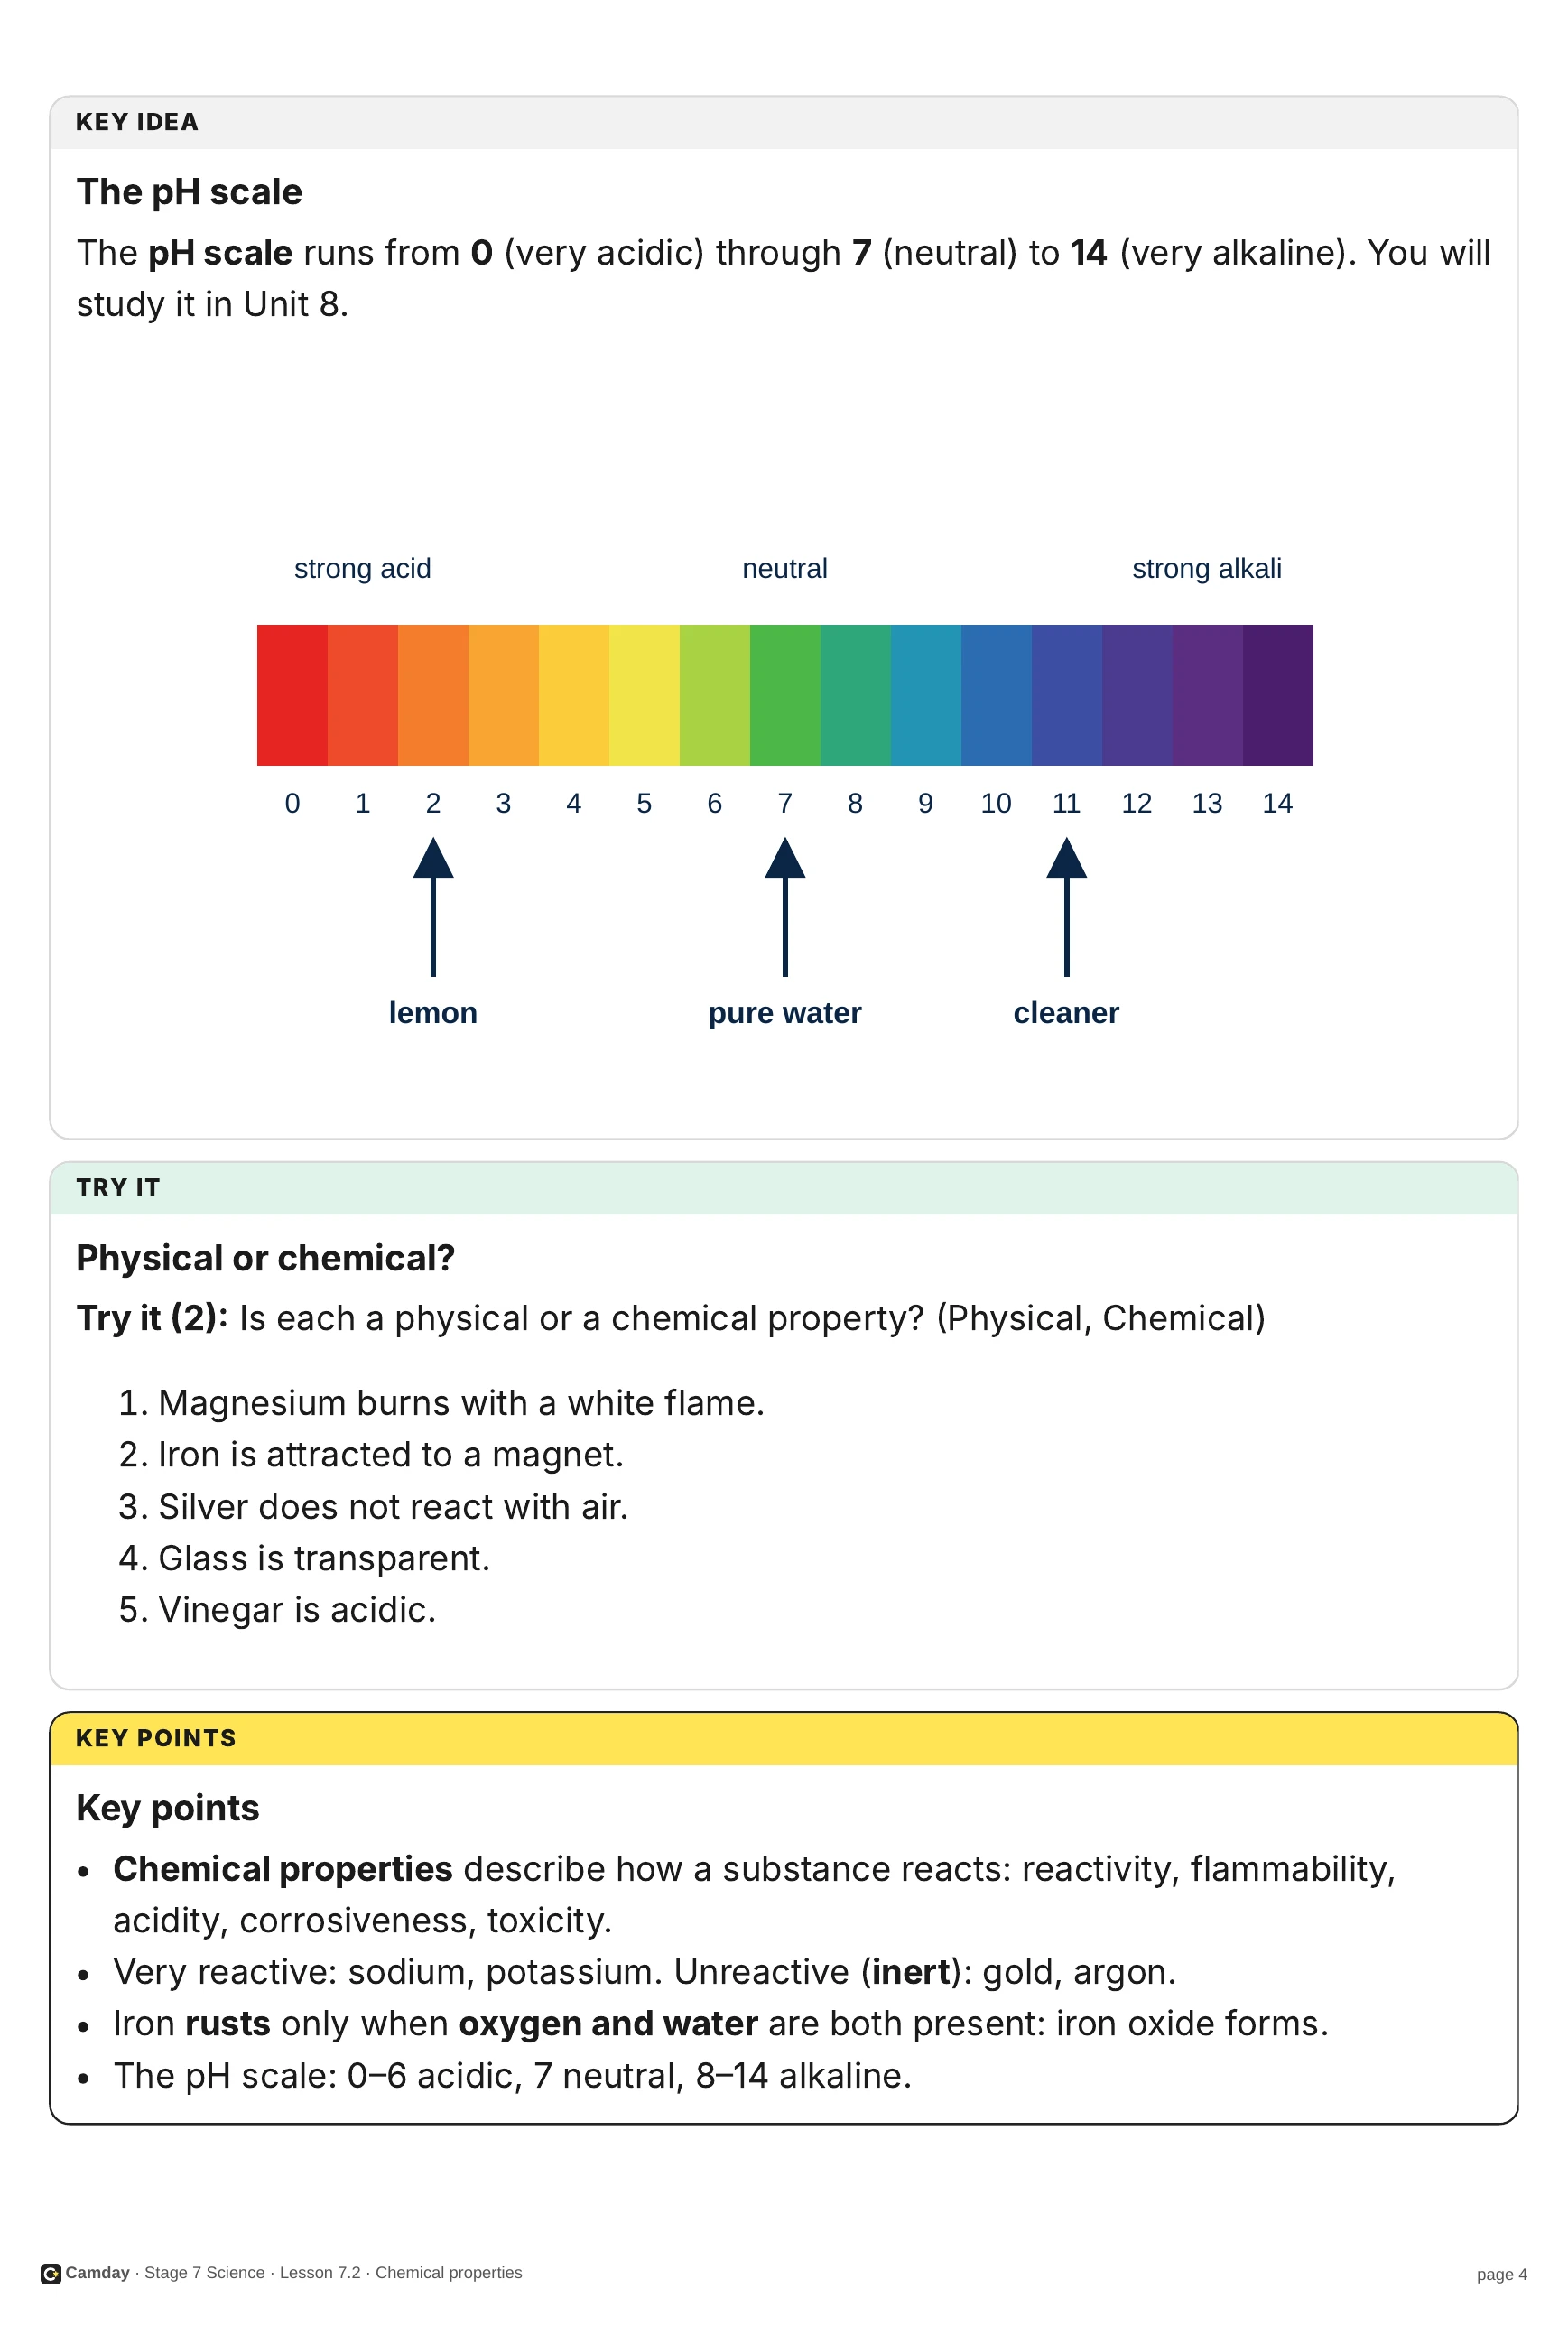 KEY IDEA
The pH scale
The pH scale runs from 0 (very acidic) through 7 (neutral) to 14 (very alkaline). You will
study it in Unit 8.
strong acid neutral strong alkali
0 1 2 3 4 5 6 7 8 9 10 11 12 13 14
lemon pure water cleaner
TRY IT
Physical or chemical?
Try it (2): Is each a physical or a chemical property? (Physical, Chemical)
1. Magnesium burns with a white flame.
2. Iron is attracted to a magnet.
3. Silver does not react with air.
4. Glass is transparent.
5. Vinegar is acidic.
KEY POINTS
Key points
• Chemical properties describe how a substance reacts: reactivity, flammability,
acidity, corrosiveness, toxicity.
• Very reactive: sodium, potassium. Unreactive (inert): gold, argon.
• Iron rusts only when oxygen and water are both present: iron oxide forms.
• The pH scale: 0–6 acidic, 7 neutral, 8–14 alkaline.
Camday · Stage 7 Science · Lesson 7.2 · Chemical properties page 4